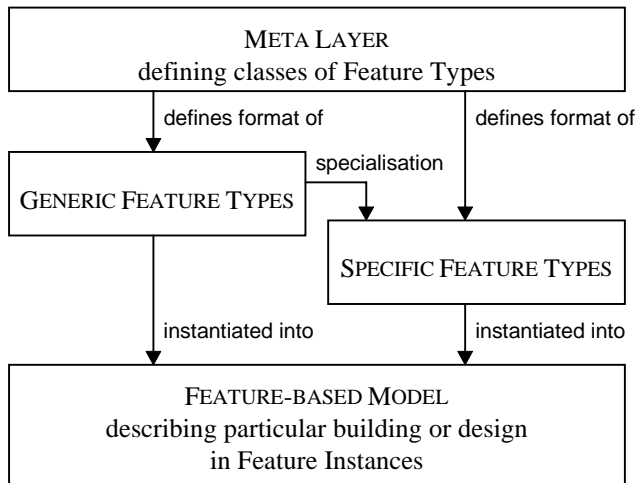 META LAYER
defining classes of Feature Types
defines format of
defines format of
specialisation
GENERIC FEATURE TYPES
SPECIFIC FEATURE TYPES
instantiated into
instantiated into
FEATURE-BASED MODEL
describing particular building or design
in Feature Instances